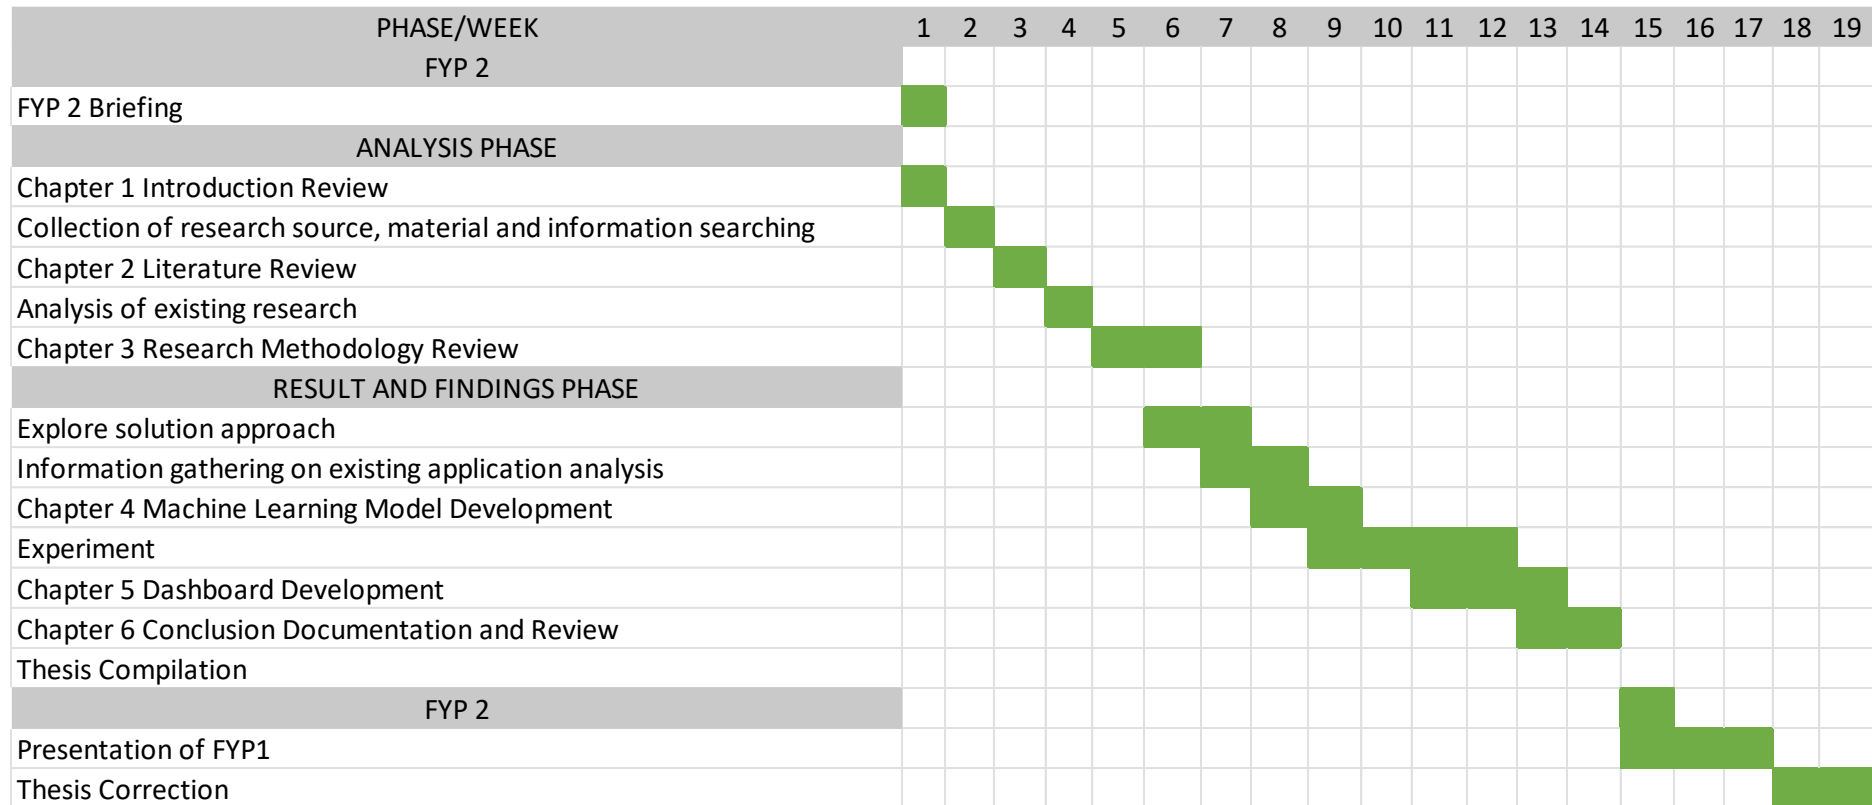 PHASE/WEEK 1 2 3 4 5 6 7 8 9 10 11 12 13 14 15 16 17 18 19
FYP 2
FYP 2 Briefing
ANALYSIS PHASE
Chapter 1 Introduction Review
Collection of research source, material and information searching
Chapter 2 Literature Review
Analysis of existing research
Chapter 3 Research Methodology Review
RESULT AND FINDINGS PHASE
Explore solution approach
Information gathering on existing application analysis
Chapter 4 Machine Learning Model Development
Experiment
Chapter 5 Dashboard Development
Chapter 6 Conclusion Documentation and Review
Thesis Compilation
FYP 2
Presentation of FYP1
Thesis Correction